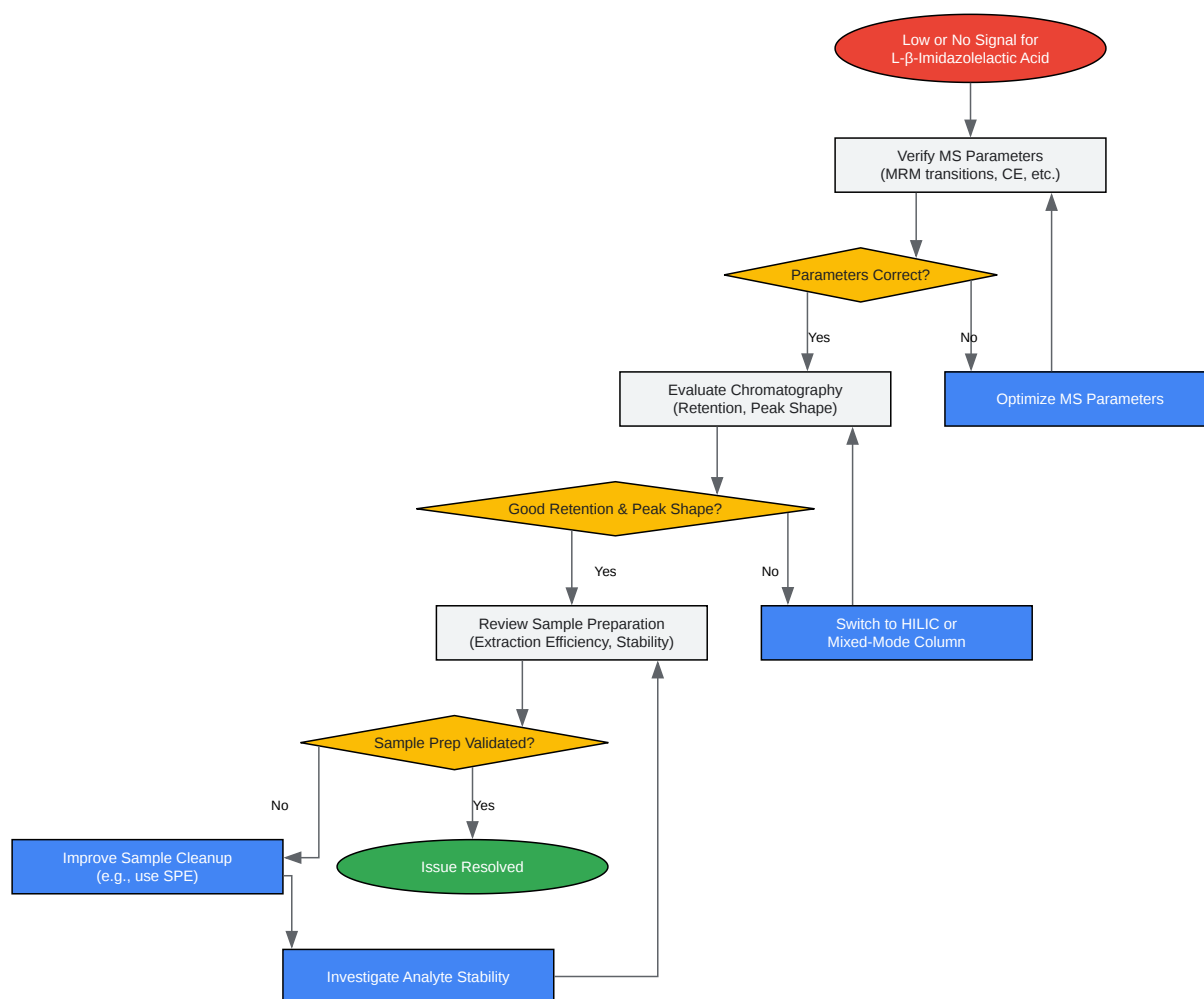 Low or No Signal for
L-β-Imidazolelactic Acid
Verify MS Parameters
(MRM transitions, CE, etc.)
Parameters Correct?
Yes
No
Evaluate Chromatography
(Retention, Peak Shape)
Optimize MS Parameters
Good Retention & Peak Shape?
Yes
No
Review Sample Preparation
(Extraction Efficiency, Stability)
Switch to HILIC or
Mixed-Mode Column
Sample Prep Validated?
No
Yes
Improve Sample Cleanup
(e.g., use SPE)
Issue Resolved
Investigate Analyte Stability